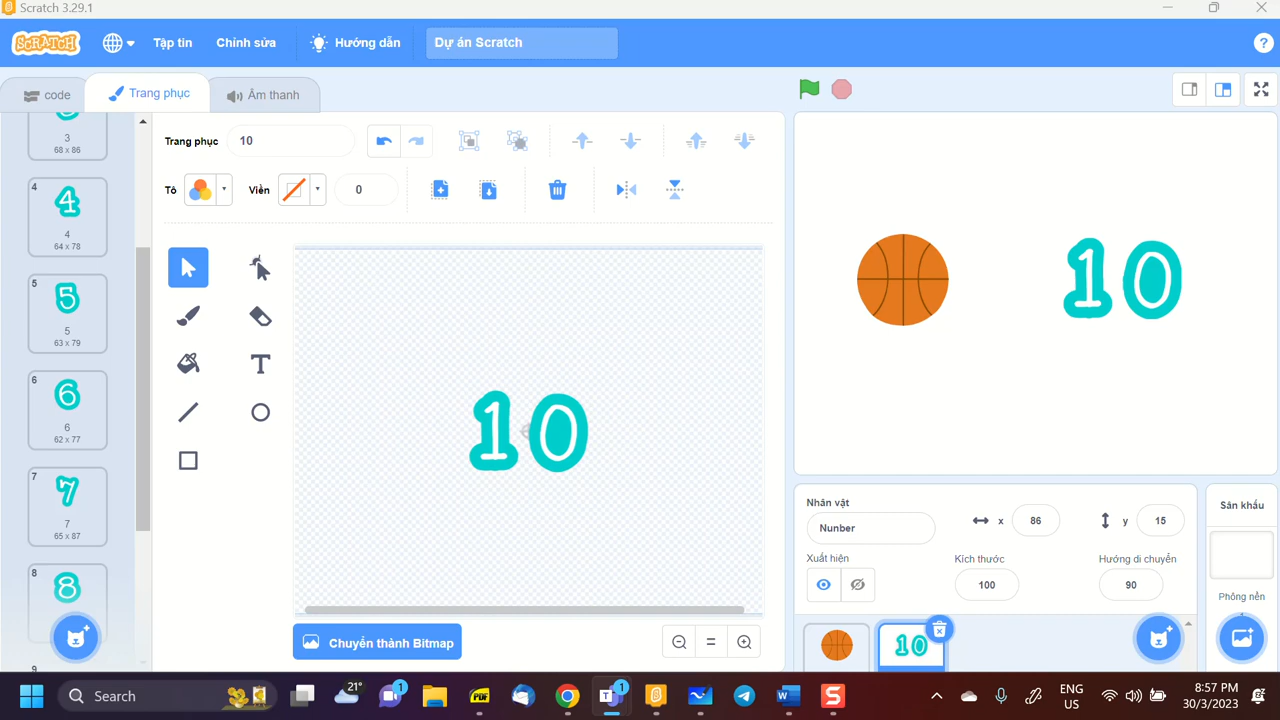 Scratch 3.29.1
SCRATCH
Tập tin
Chỉnh sửa
Hướng dẫn
Dự án Scratch
?
code
Trang phục
Âm thanh
3
68 x 86
4
4
4
64 x 78
5
5
5
63 x 79
6
6
6
62 x 77
7
7
7
65 x 87
8
8
9
Trang phục
10
Tô
Viền
0
T
10
Chuyển thành Bitmap
10
Nhân vật
Nunber
x
86
y
15
Xuất hiện
Kích thước
100
Hướng di chuyển
90
10
Sân khấu
Phông nền
Search
21°
1
PDF
1
ENG
US
8:57 PM
30/3/2023